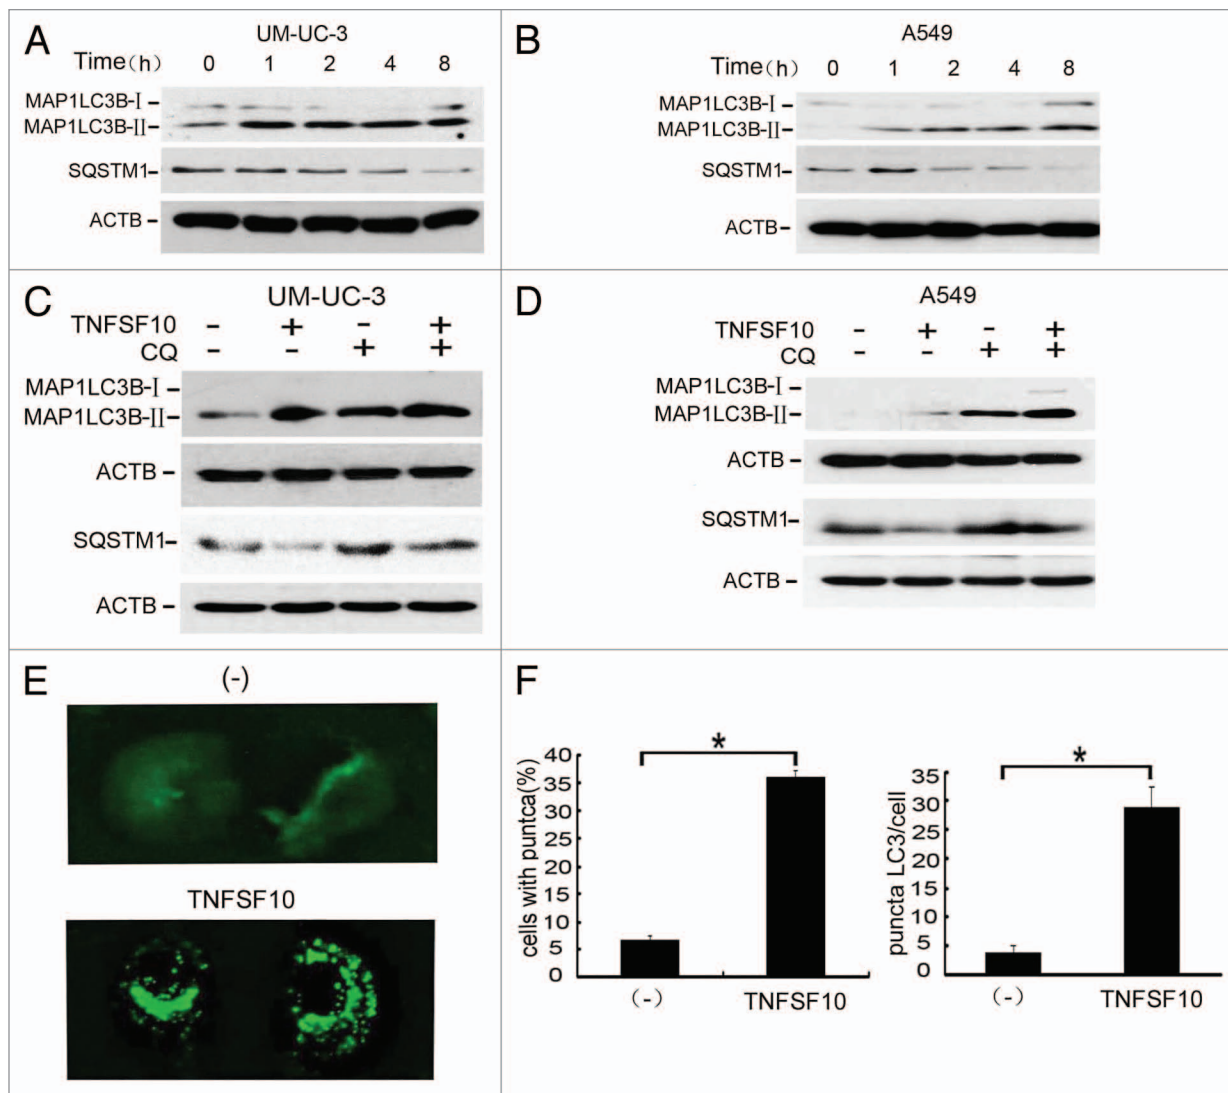 A
UM-UC-3
Time(h) 0 1 2 4 8
MAP1LC3B-I
MAP1LC3B-II
SQSTM1
ACTB
B
A549
Time(h) 0 1 2 4 8
MAP1LC3B-I
MAP1LC3B-II
SQSTM1
ACTB
C
UM-UC-3
TNFSF10 - + - +
CQ - - + +
MAP1LC3B-I
MAP1LC3B-II
ACTB
SQSTM1
ACTB
D
A549
TNFSF10 - + - +
CQ - - + +
MAP1LC3B-I
MAP1LC3B-II
ACTB
SQSTM1
ACTB
E
(-)
TNFSF10
F
cells with puntca(%)
40
35
30
25
20
15
10
5
0
*
(-) TNFSF10
puncta LC3/cell
35
30
25
20
15
10
5
0
*
(-) TNFSF10